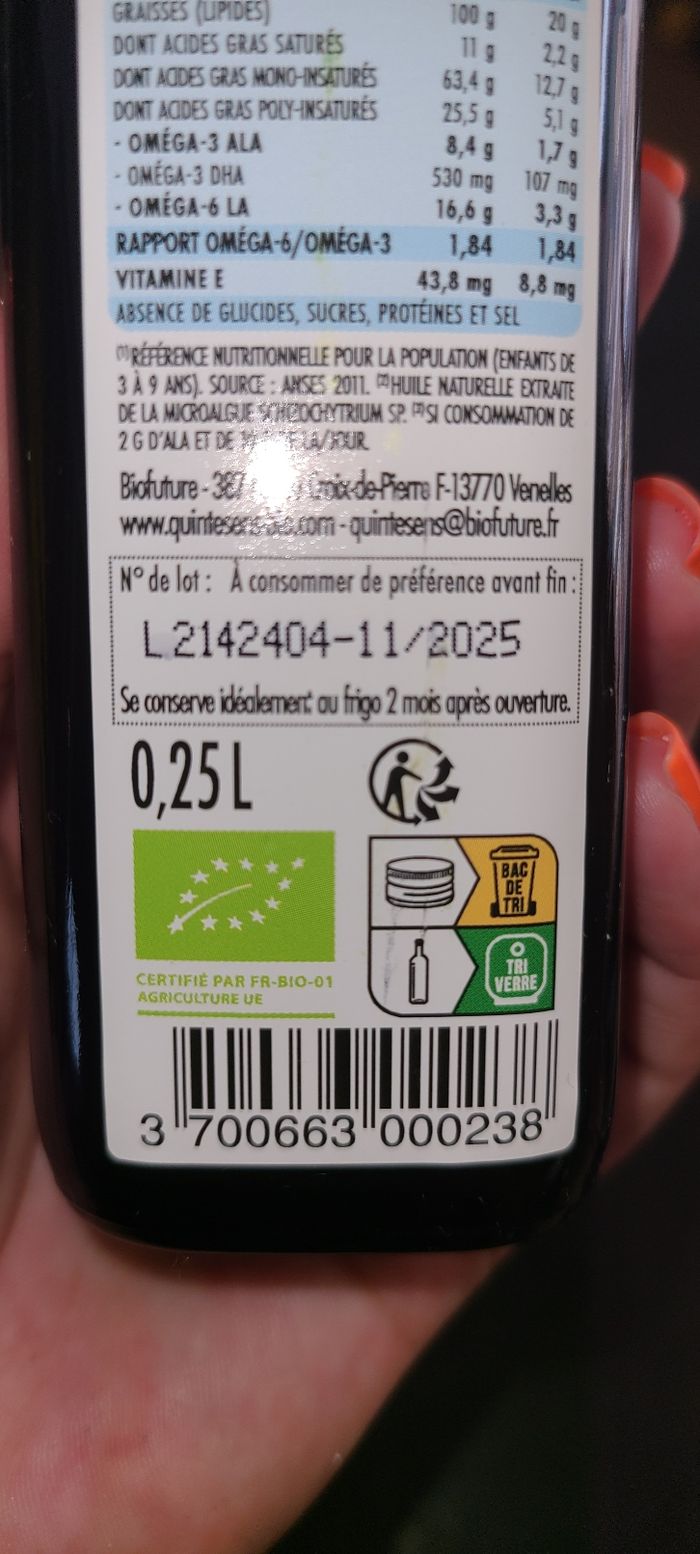 GRAISSES (LIPIDES) 100 g 20 g
DONT ACIDES GRAS SATURÉS 11 g 2,2 g
DONT ACIDES GRAS MONO-INSATURÉS 63,4 g 12,7 g
DONT ACIDES GRAS POLY-INSATURÉS 25,5 g 5,1 g
- OMÉGA-3 ALA 8,4 g 1,7 g
- OMÉGA-3 DHA 530 mg 107 mg
- OMÉGA-6 LA 16,6 g 3,3 g
RAPPORT OMÉGA-6/OMÉGA-3 1,84 1,84
VITAMINE E 43,8 mg 8,8 mg
ABSENCE DE GLUCIDES, SUCRES, PROTÉINES ET SEL
(1)RÉFÉRENCE NUTRITIONNELLE POUR LA POPULATION (ENFANTS DE
3 À 9 ANS). SOURCE : ANSES 2011. (2)HUILE NATURELLE EXTRAITE
DE LA MICROALGUE SCHIZOCHYTRIUM SP. (3)SI CONSOMMATION DE
2 G D'ALA ET DE LA/JOUR
Biofuture - 387 Croix-de-Pierre F-13770 Venelles
www.quintesens-bio.com - quintesens@biofuture.fr
N° de lot : À consommer de préférence avant fin :
L 2142404-11/2025
Se conserve idéalement au frigo 2 mois après ouverture.
0,25 L
BAC
DE
TRI
TRI
VERRE
CERTIFIÉ PAR FR-BIO-01
AGRICULTURE UE
3 700663 000238